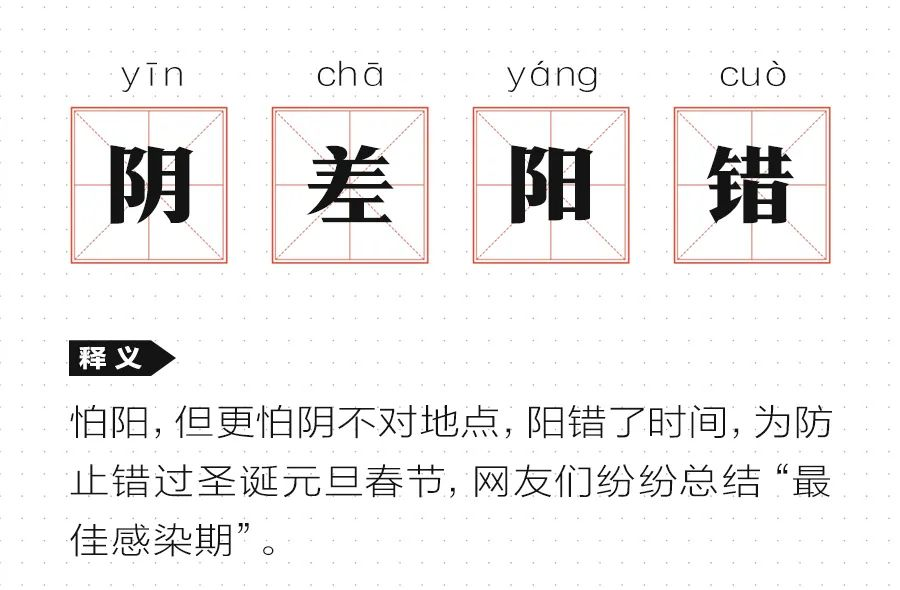 yīn chā yáng cuò
阴差阳错
释义
怕阳，但更怕阴不对地点，阳错了时间，为防
止错过圣诞元旦春节，网友们纷纷总结“最
佳感染期”。